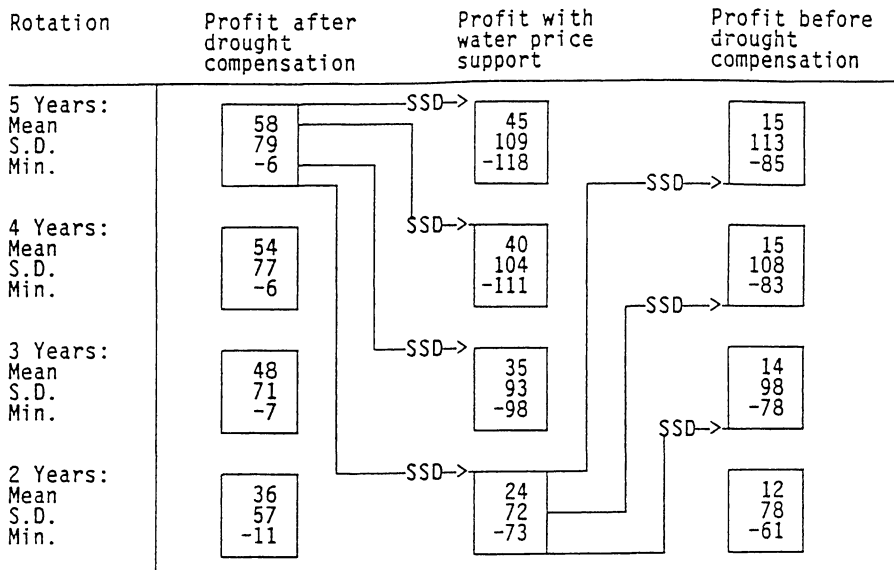 Rotation Profit after Profit with Profit before
drought water price drought
compensation support compensation
5 Years: SSD->
Mean 58 45 15
S.D. 79 109 113
Min. -6 -118 -85
SSD->
4 Years: SSD->
Mean 54 40 15
S.D. 77 104 108
Min. -6 -111 -83
SSD->
3 Years: SSD->
Mean 48 35 14
S.D. 71 93 98
Min. -7 -98 -78
SSD->
2 Years: SSD->
Mean 36 24 12
S.D. 57 72 78
Min. -11 -73 -61